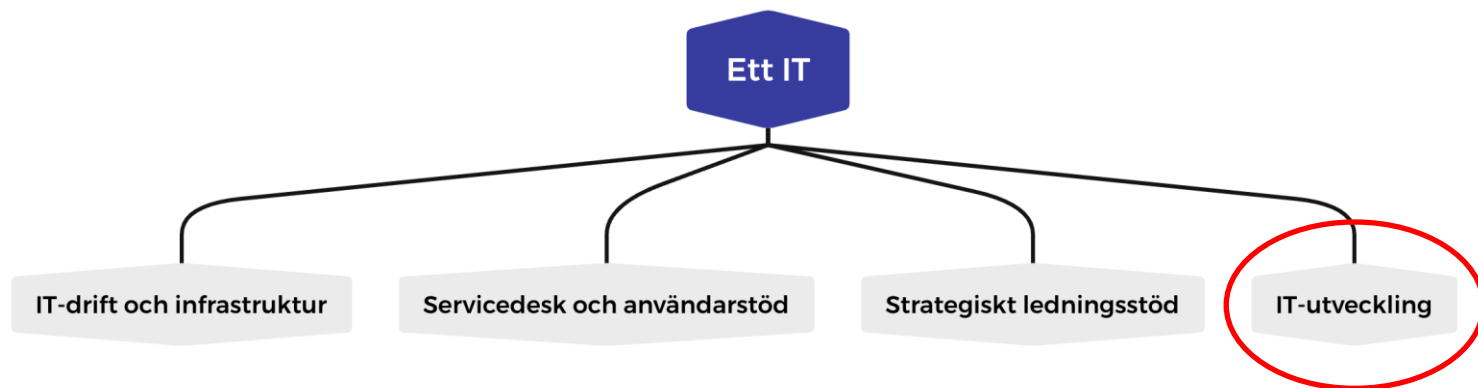 Ett IT
IT-drift och infrastruktur
Servicedesk och användarstöd
Strategiskt ledningsstöd
IT-utveckling